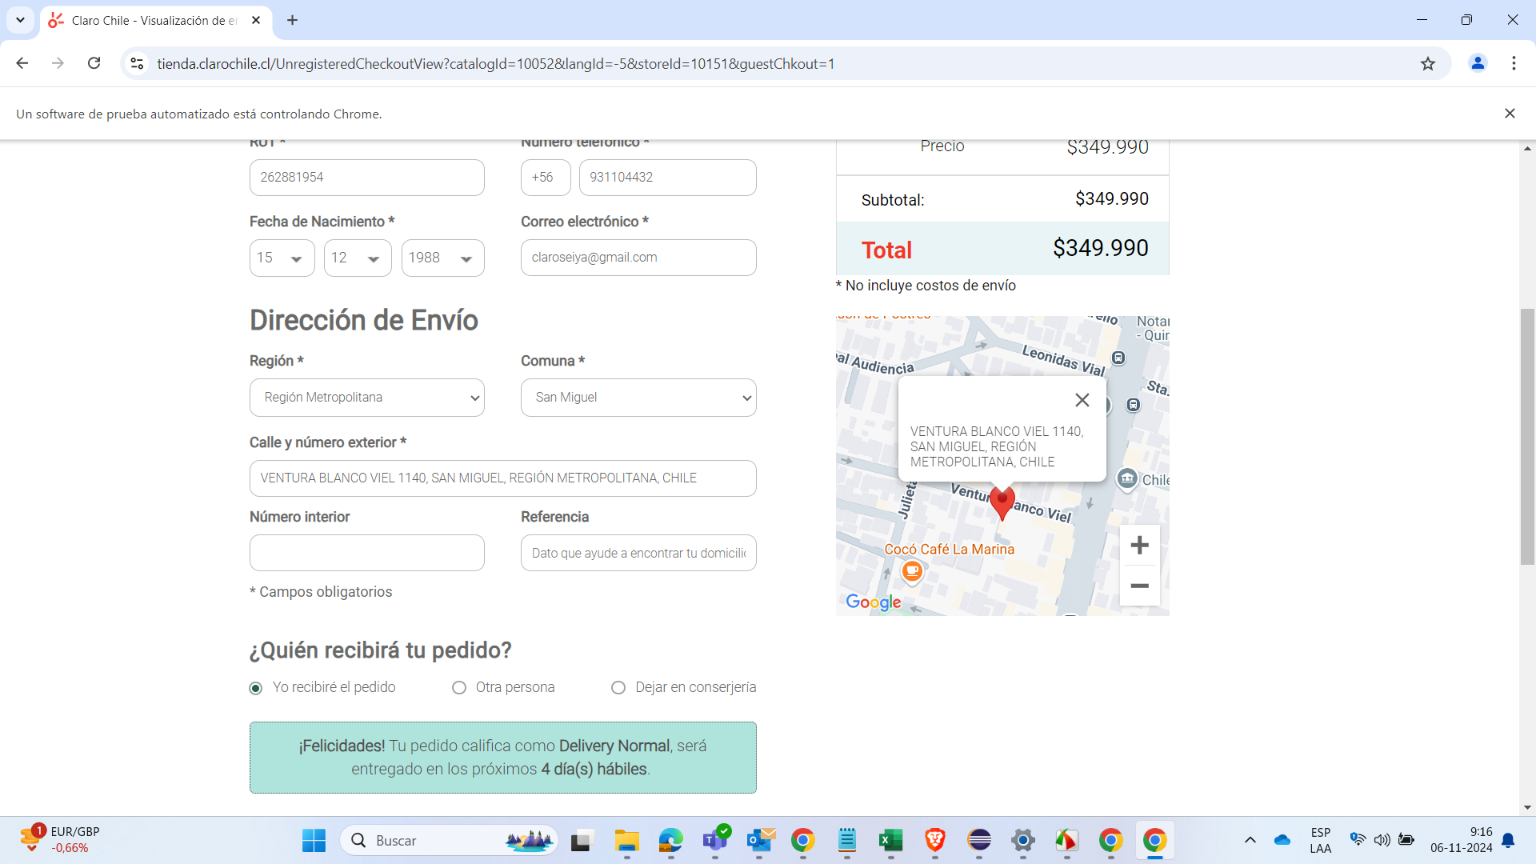 Claro Chile - Visualización de en
tienda.clarochile.cl/UnregisteredCheckoutView?catalogId=10052&langId=-5&storeId=10151&guestChkout=1
Un software de prueba automatizado está controlando Chrome.
RUT *
Número telefónico *
262881954
+56
931104432
Fecha de Nacimiento *
Correo electrónico *
15
12
1988
claroseiya@gmail.com
Dirección de Envío
Región *
Comuna *
Región Metropolitana
San Miguel
Calle y número exterior *
VENTURA BLANCO VIEL 1140, SAN MIGUEL, REGIÓN METROPOLITANA, CHILE
Número interior
Referencia
Dato que ayude a encontrar tu domicilio
* Campos obligatorios
¿Quién recibirá tu pedido?
Yo recibiré el pedido
Otra persona
Dejar en conserjería
¡Felicidades! Tu pedido califica como Delivery Normal, será
entregado en los próximos 4 día(s) hábiles.
Precio
$349.990
Subtotal:
$349.990
Total
$349.990
* No incluye costos de envío
Notar
- Quir
Leonidas Vial
al Audiencia
Sta.
VENTURA BLANCO VIEL 1140,
SAN MIGUEL, REGIÓN
METROPOLITANA, CHILE
Chile
Julieta
Ventura Blanco Viel
Cocó Café La Marina
Google
1
EUR/GBP
-0,66%
Buscar
ESP
LAA
9:16
06-11-2024